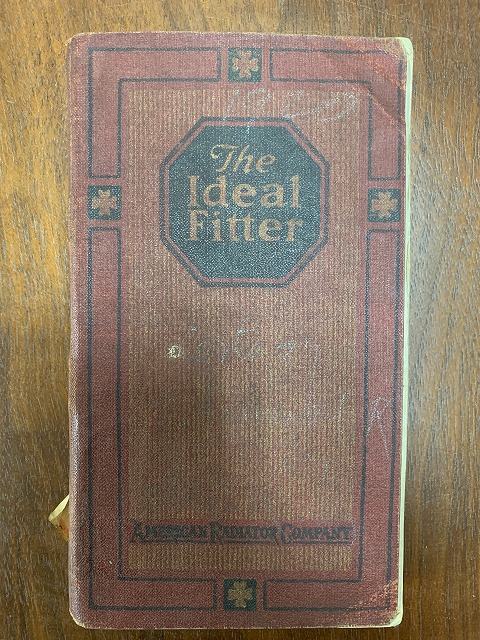 The
Ideal
Fitter
AMERICAN RADIATOR COMPANY